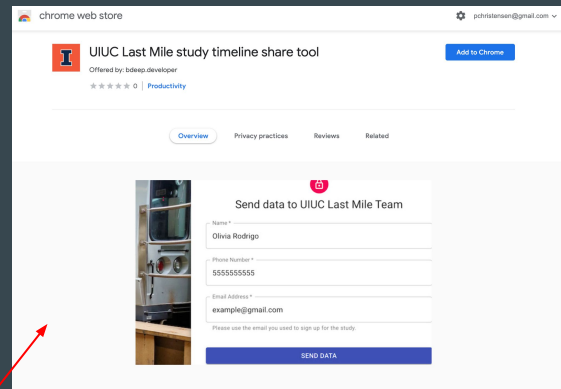 chrome web store
pchristensen@gmail.com
I
UIUC Last Mile study timeline share tool
Add to Chrome
Offered by: bdeep.developer
0 | Productivity
Overview
Privacy practices
Reviews
Related
Send data to UIUC Last Mile Team
Name *
Olivia Rodrigo
Phone Number *
5555555555
Email Address *
example@gmail.com
Please use the email you used to sign up for the study.
SEND DATA